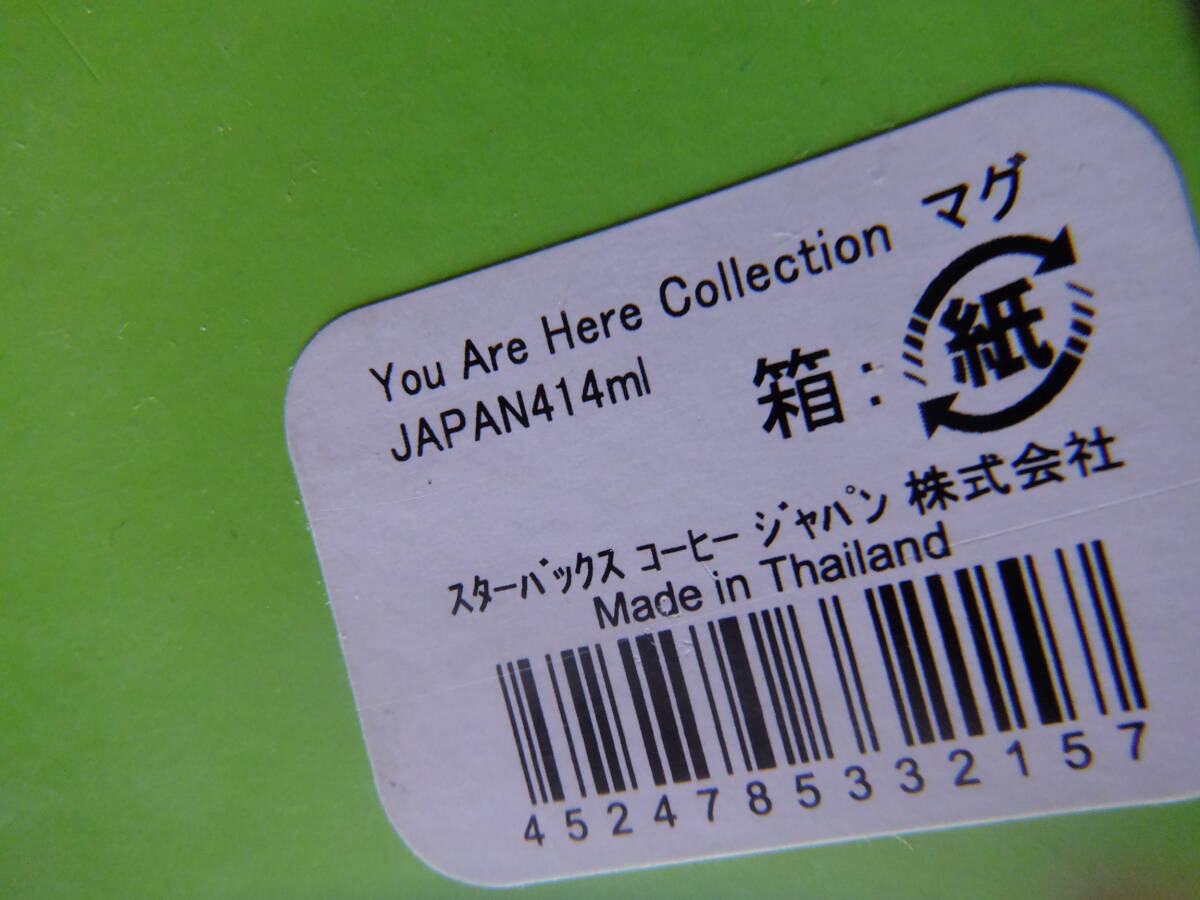 You Are Here Collection マグ
JAPAN414ml
箱：紙
ｽﾀｰﾊﾞｯｸｽ ｺｰﾋｰ ｼﾞｬﾊﾟﾝ 株式会社
Made in Thailand
4524785332157